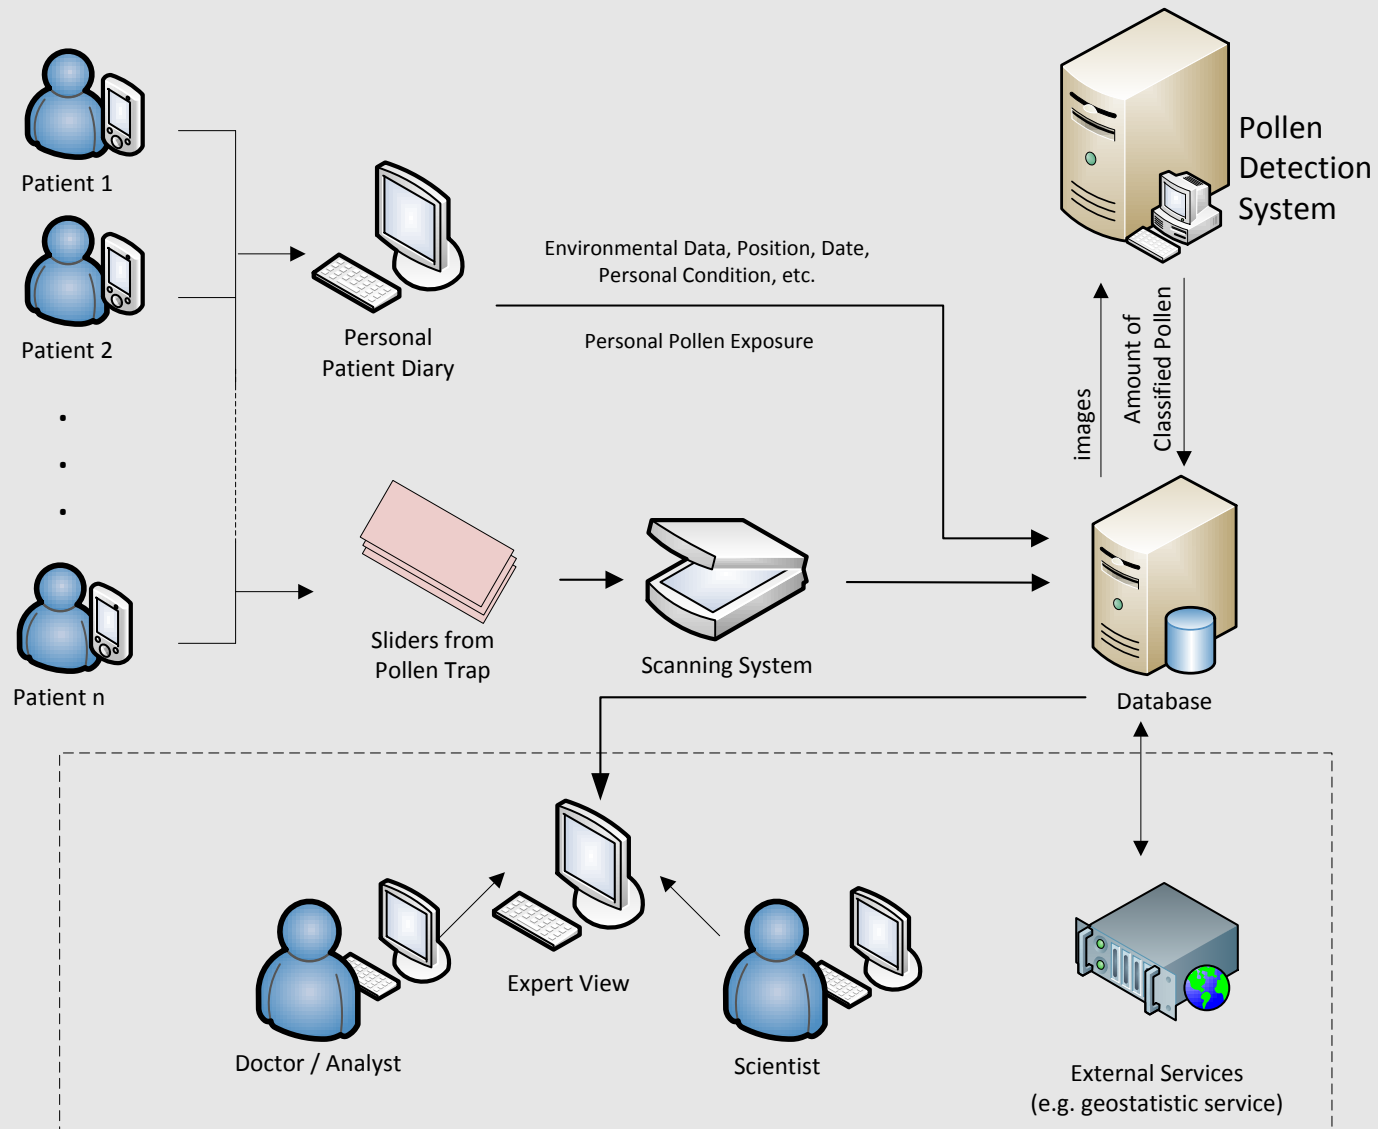 Patient 1
Patient 2
.
.
.
Patient n
Personal
Patient Diary
Environmental Data, Position, Date,
Personal Condition, etc.
Personal Pollen Exposure
Pollen
Detection
System
images
Amount of
Classified Pollen
Sliders from
Pollen Trap
Scanning System
Database
Expert View
Doctor / Analyst
Scientist
External Services
(e.g. geostatistic service)